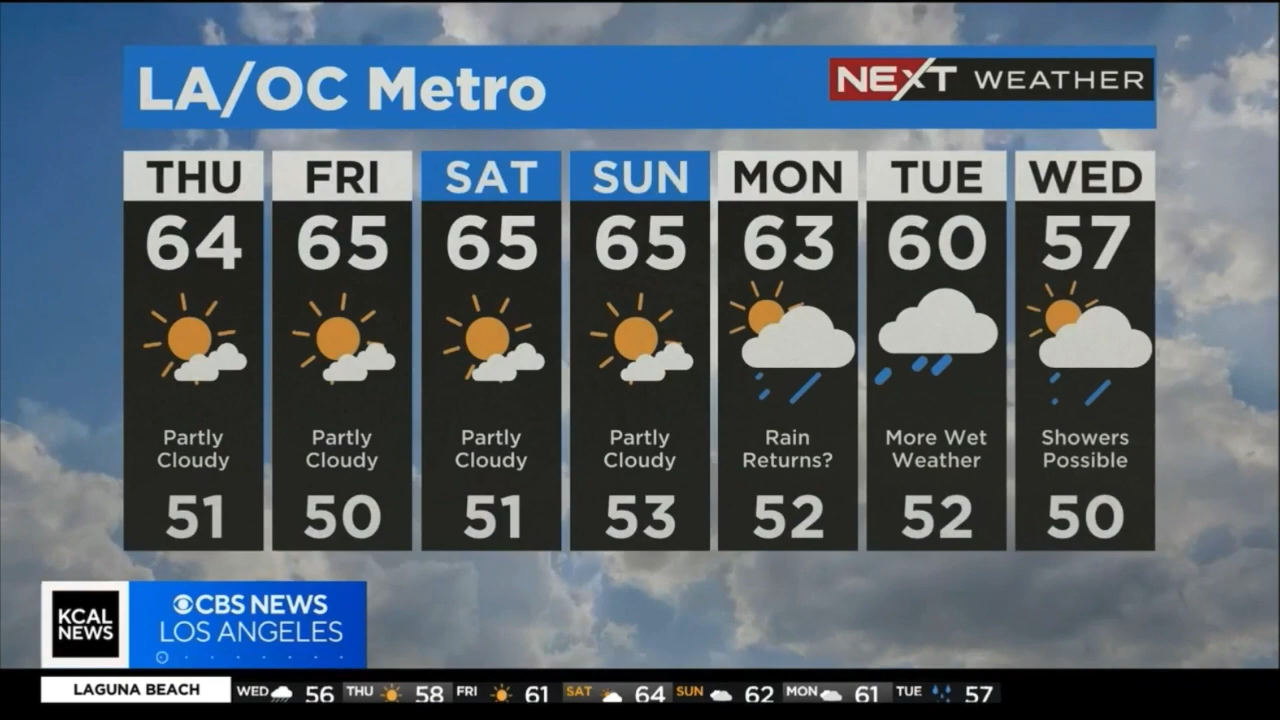 LA/OC Metro
NEXT WEATHER
THU FRI SAT SUN MON TUE WED
64 65 65 65 63 60 57
Partly Cloudy
Partly Cloudy
Partly Cloudy
Partly Cloudy
Rain Returns?
More Wet Weather
Showers Possible
51 50 51 53 52 52 50
KCAL NEWS
CBS NEWS
LOS ANGELES
LAGUNA BEACH WED 56 THU 58 FRI 61 SAT 64 SUN 62 MON 61 TUE 57